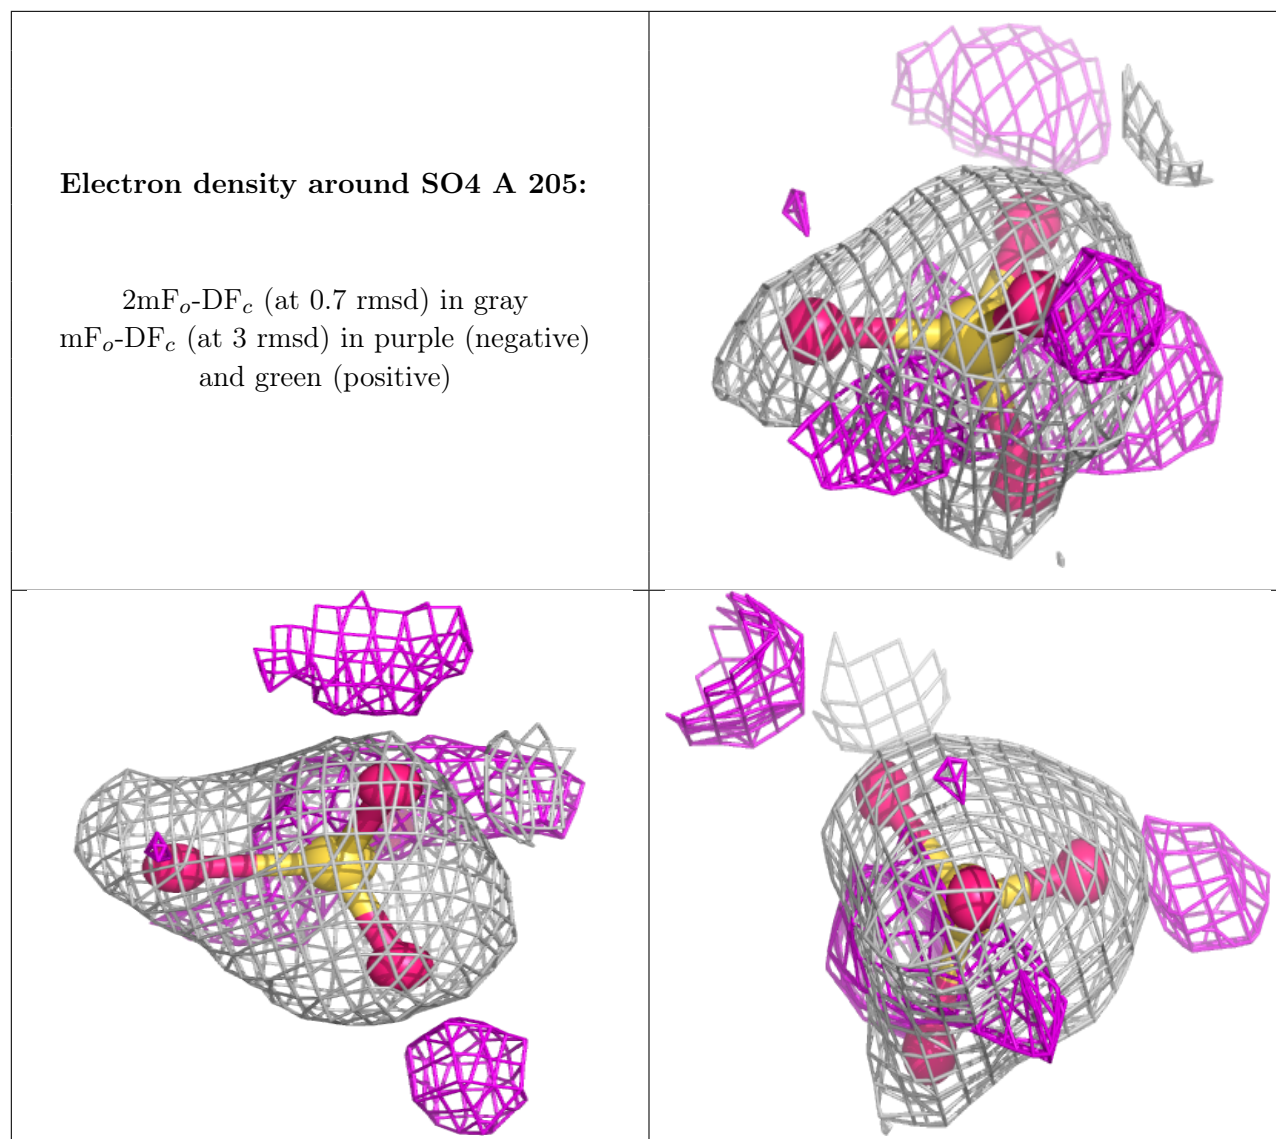 Electron density around SO4 A 205:
2mFo-DFc (at 0.7 rmsd) in gray
mFo-DFc (at 3 rmsd) in purple (negative)
and green (positive)